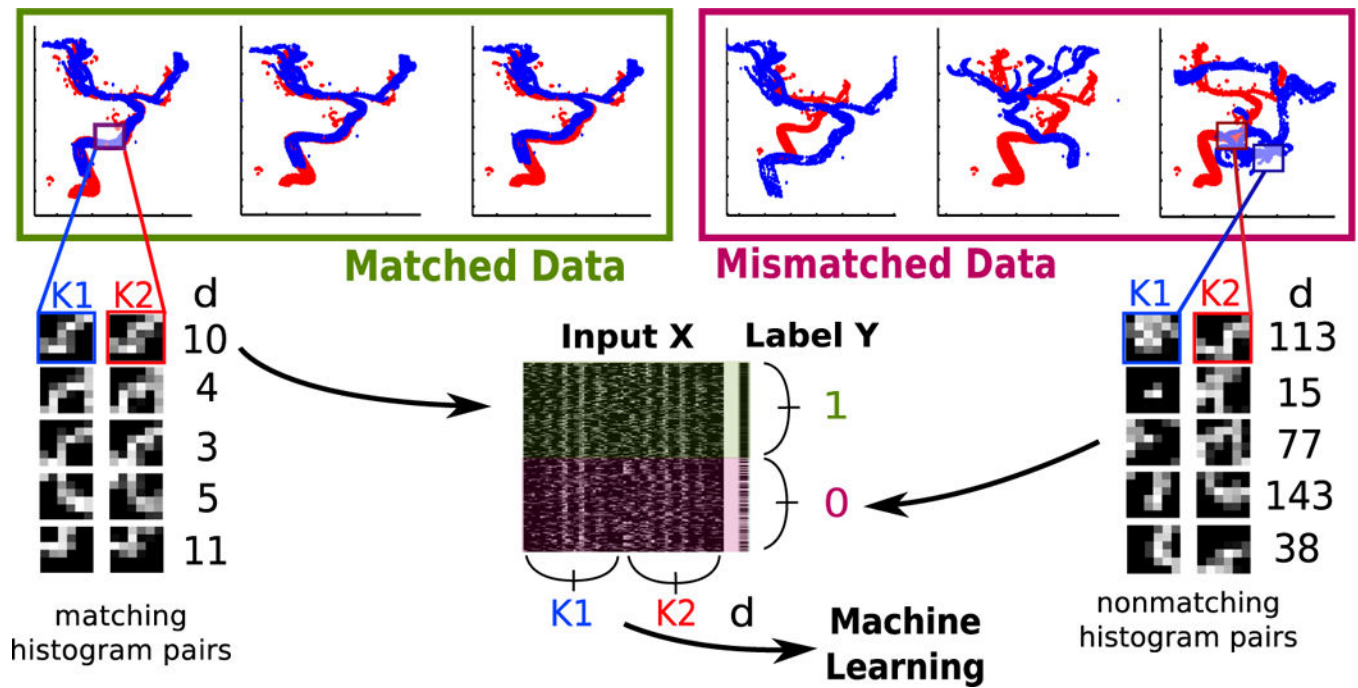 Matched Data
Mismatched Data
K1 K2 d
10
4
3
5
11
matching
histogram pairs
Input X
Label Y
1
0
K1 K2 d
Machine
Learning
K1 K2 d
113
15
77
143
38
nonmatching
histogram pairs